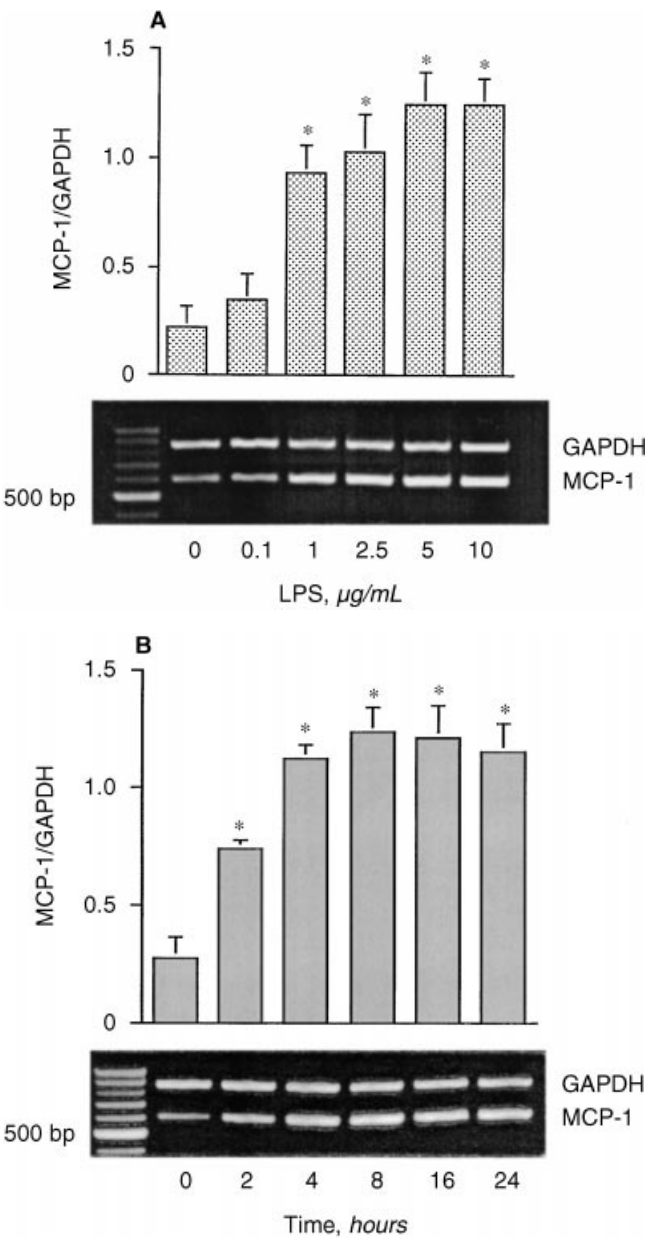 A
1.5
1.0
0.5
0
MCP-1/GAPDH
* * * *
GAPDH
MCP-1
500 bp
0 0.1 1 2.5 5 10
LPS, µg/mL
B
1.5
1.0
0.5
0
MCP-1/GAPDH
* * * * *
GAPDH
MCP-1
500 bp
0 2 4 8 16 24
Time, hours